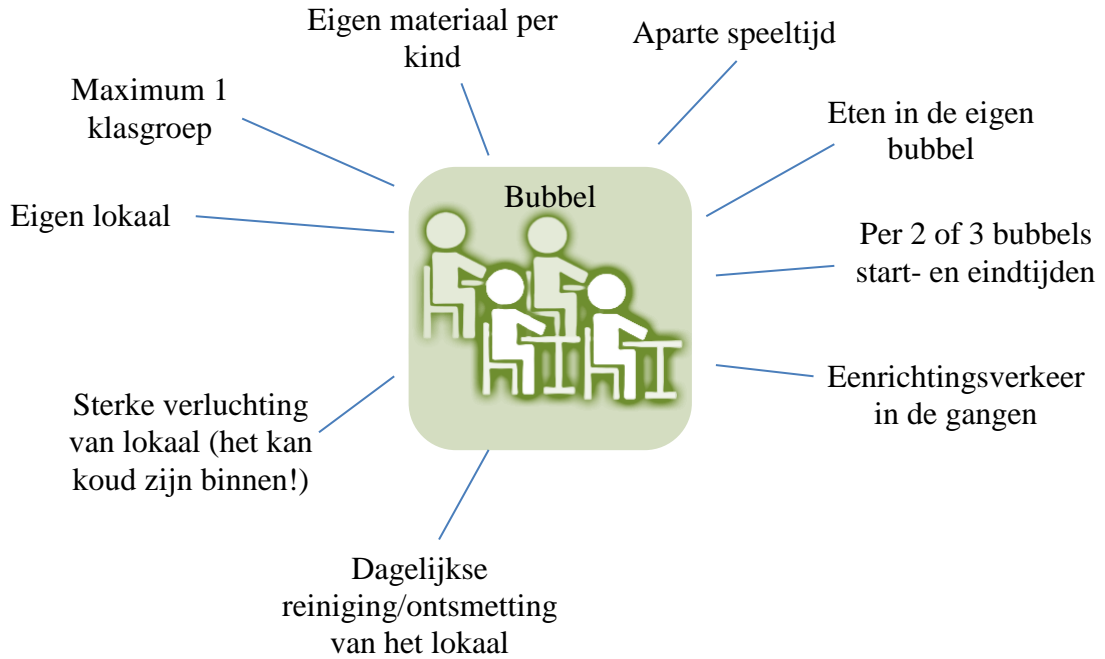 Eigen materiaal per
kind
Aparte speeltijd
Maximum 1
klasgroep
Eten in de eigen
bubbel
Bubbel
Eigen lokaal
Per 2 of 3 bubbels
start- en eindtijden
Eenrichtingsverkeer
in de gangen
Sterke verluchting
van lokaal (het kan
koud zijn binnen!)
Dagelijkse
reiniging/ontsmetting
van het lokaal